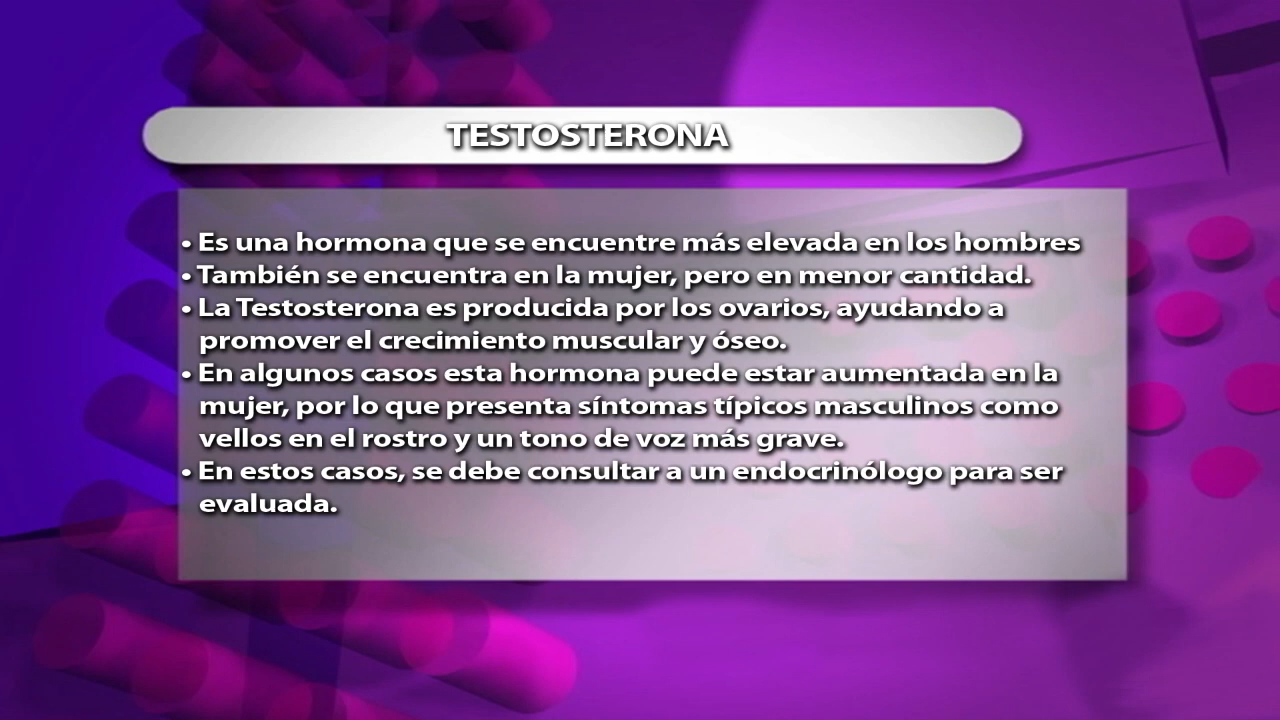 TESTOSTERONA
• Es una hormona que se encuentre más elevada en los hombres
• También se encuentra en la mujer, pero en menor cantidad.
• La Testosterona es producida por los ovarios, ayudando a
promover el crecimiento muscular y óseo.
• En algunos casos esta hormona puede estar aumentada en la
mujer, por lo que presenta síntomas típicos masculinos como
vellos en el rostro y un tono de voz más grave.
• En estos casos, se debe consultar a un endocrinólogo para ser
evaluada.